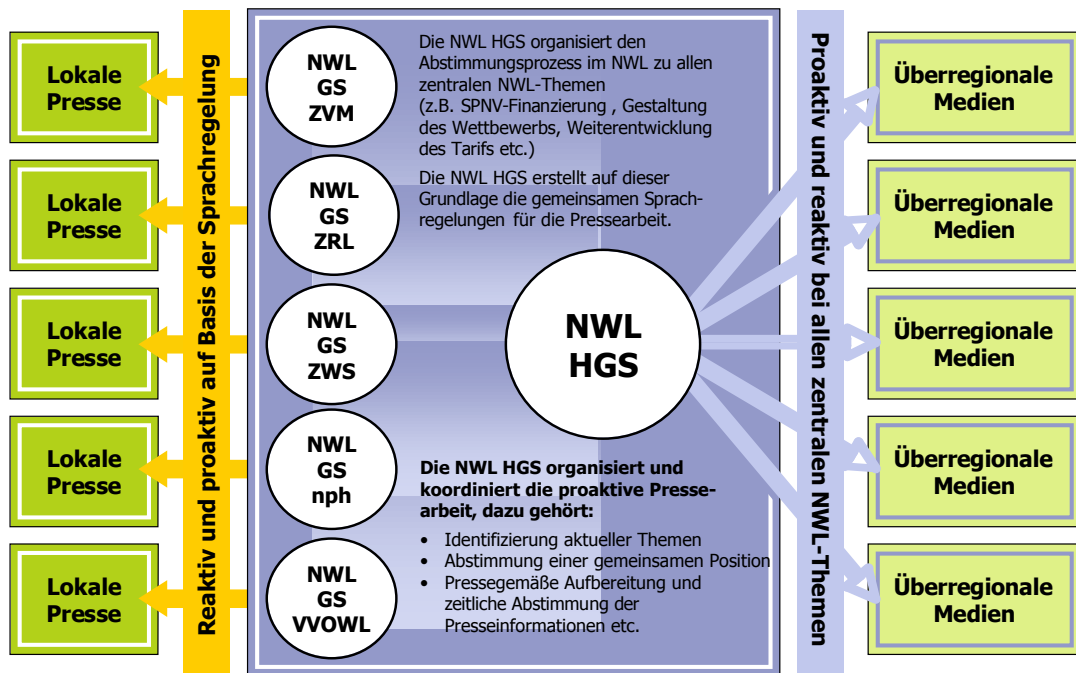 Lokale
Presse
Lokale
Presse
Lokale
Presse
Lokale
Presse
Lokale
Presse
Reaktiv und proaktiv auf Basis der Sprachregelung
NWL
GS
ZVM
NWL
GS
ZRL
NWL
GS
ZWS
NWL
GS
nph
NWL
GS
VVOWL
Die NWL HGS organisiert den
Abstimmungsprozess im NWL zu allen
zentralen NWL-Themen
(z.B. SPNV-Finanzierung , Gestaltung
des Wettbewerbs, Weiterentwicklung
des Tarifs etc.)
Die NWL HGS erstellt auf dieser
Grundlage die gemeinsamen Sprach-
regelungen für die Pressearbeit.
NWL
HGS
Die NWL HGS organisiert und
koordiniert die proaktive Presse-
arbeit, dazu gehört:
• Identifizierung aktueller Themen
• Abstimmung einer gemeinsamen Position
• Pressegemäße Aufbereitung und
zeitliche Abstimmung der
Presseinformationen etc.
Proaktiv und reaktiv bei allen zentralen NWL-Themen
Überregionale
Medien
Überregionale
Medien
Überregionale
Medien
Überregionale
Medien
Überregionale
Medien